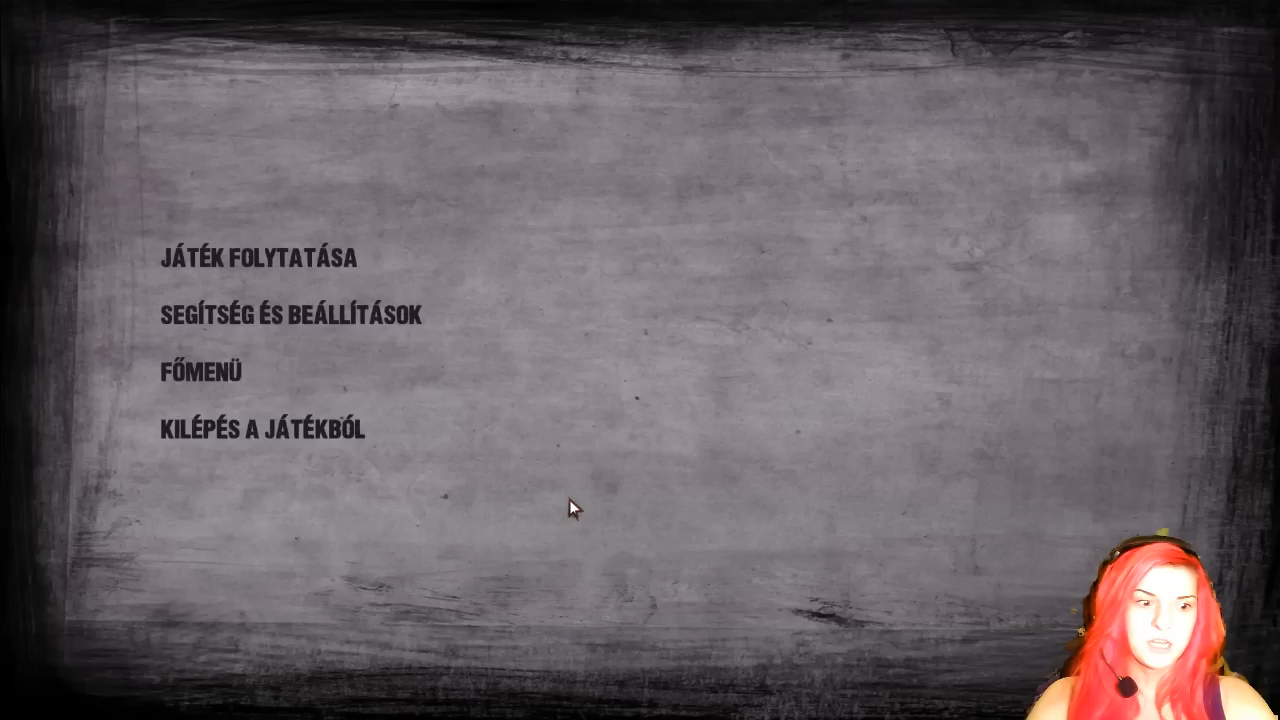 JÁTÉK FOLYTATÁSA
SEGÍTSÉG ÉS BEÁLLÍTÁSOK
FŐMENÜ
KILÉPÉS A JÁTÉKBÓL